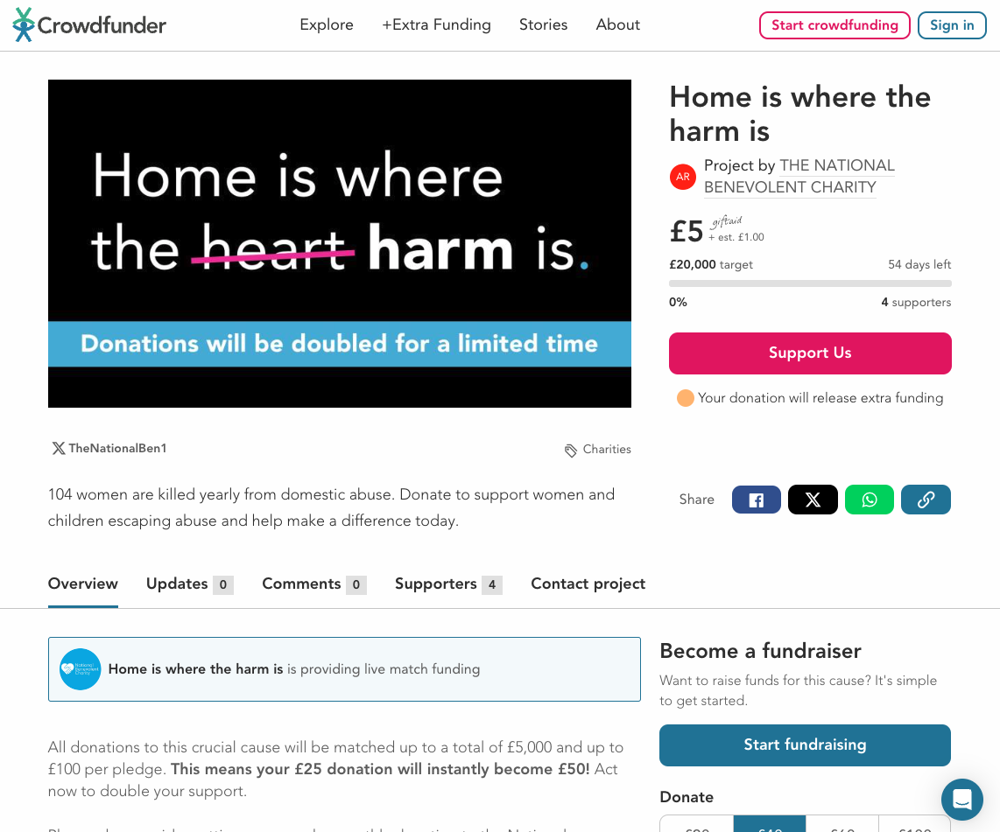 Crowdfunder
Explore
+Extra Funding
Stories
About
Start crowdfunding
Sign in
Home is where
the heart harm is.
Donations will be doubled for a limited time
Home is where the
harm is
AR
Project by THE NATIONAL
BENEVOLENT CHARITY
£5
giftaid
+ est. £1.00
£20,000 target
54 days left
0%
4 supporters
Support Us
Your donation will release extra funding
TheNationalBen1
Charities
104 women are killed yearly from domestic abuse. Donate to support women and
children escaping abuse and help make a difference today.
Share
Overview
Updates 0
Comments 0
Supporters 4
Contact project
National
Benevolent
Charity
Home is where the harm is is providing live match funding
All donations to this crucial cause will be matched up to a total of £5,000 and up to
£100 per pledge. This means your £25 donation will instantly become £50! Act
now to double your support.
Become a fundraiser
Want to raise funds for this cause? It's simple
to get started.
Start fundraising
Donate